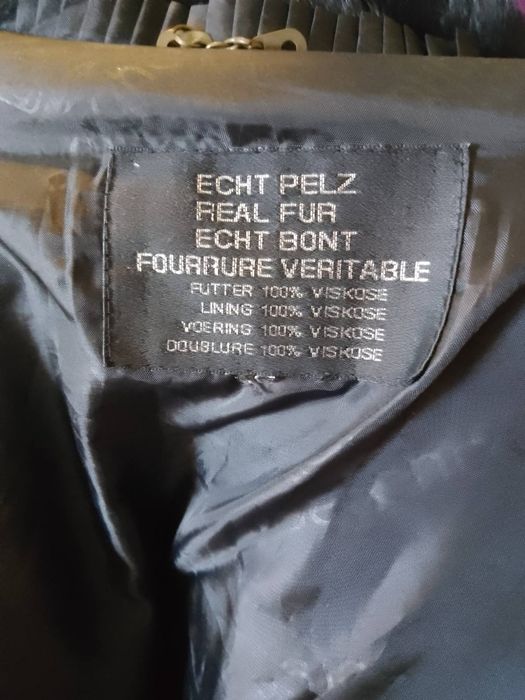 ECHT PELZ
REAL FUR
ECHT BONT
FOURRURE VERITABLE
FUTTER 100% VISKOSE
LINING 100% VISKOSE
VOERING 100% VISKOSE
DOUBLURE 100% VISKOSE